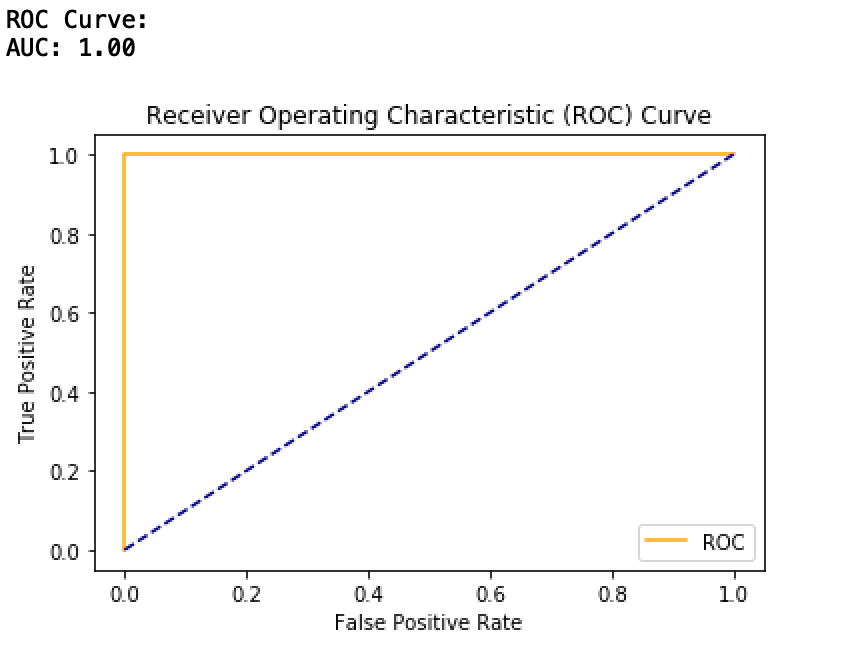 ROC Curve:
AUC: 1.00
Receiver Operating Characteristic (ROC) Curve
True Positive Rate
1.0
0.8
0.6
0.4
0.2
0.0
ROC
0.0 0.2 0.4 0.6 0.8 1.0
False Positive Rate